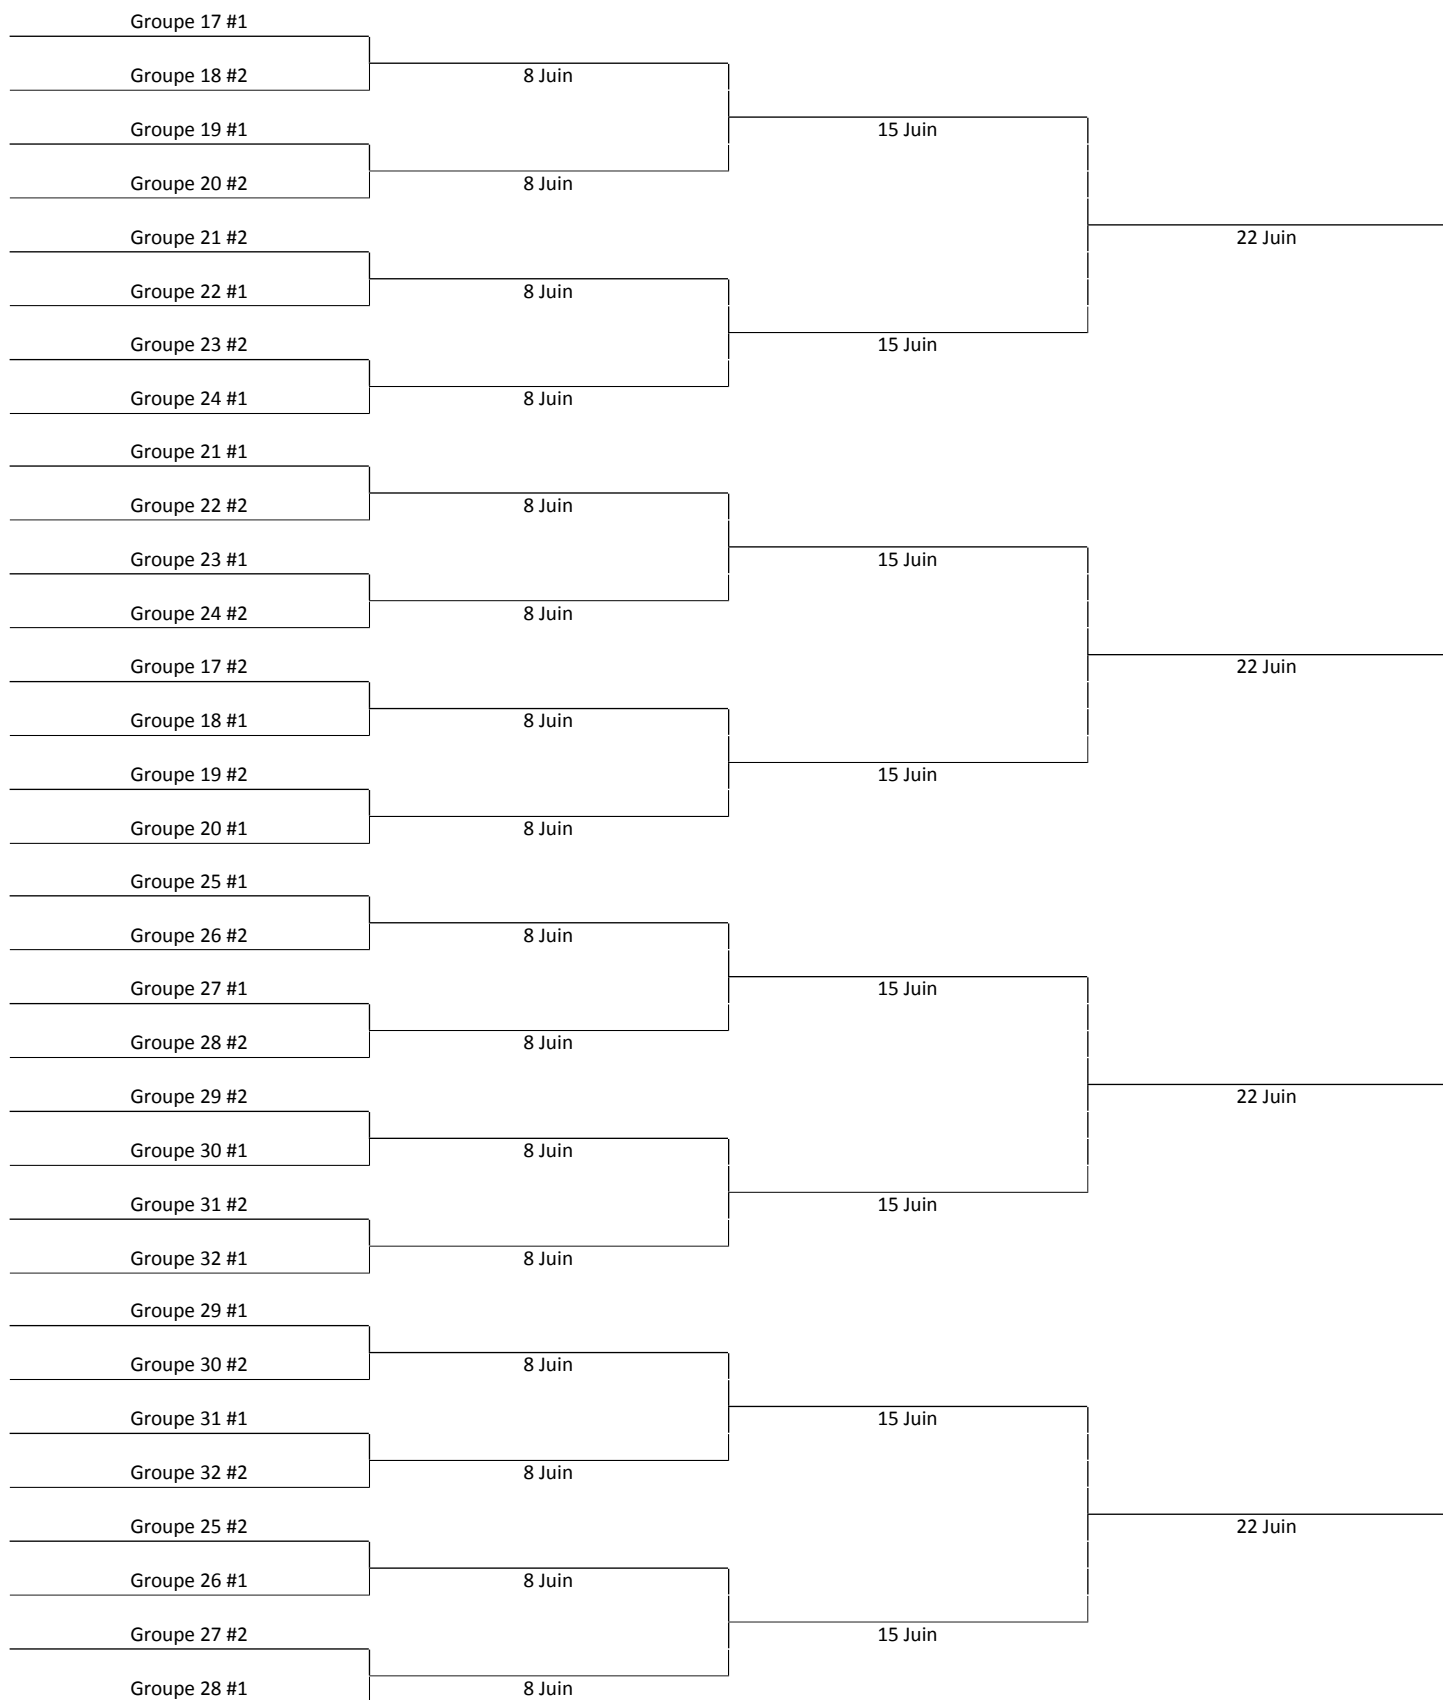 Groupe 17 #1
Groupe 18 #2
8 Juin
Groupe 19 #1
15 Juin
Groupe 20 #2
8 Juin
Groupe 21 #2
22 Juin
Groupe 22 #1
8 Juin
Groupe 23 #2
15 Juin
Groupe 24 #1
8 Juin
Groupe 21 #1
Groupe 22 #2
8 Juin
Groupe 23 #1
15 Juin
Groupe 24 #2
8 Juin
Groupe 17 #2
22 Juin
Groupe 18 #1
8 Juin
Groupe 19 #2
15 Juin
Groupe 20 #1
8 Juin
Groupe 25 #1
Groupe 26 #2
8 Juin
Groupe 27 #1
15 Juin
Groupe 28 #2
8 Juin
Groupe 29 #2
22 Juin
Groupe 30 #1
8 Juin
Groupe 31 #2
15 Juin
Groupe 32 #1
8 Juin
Groupe 29 #1
Groupe 30 #2
8 Juin
Groupe 31 #1
15 Juin
Groupe 32 #2
8 Juin
Groupe 25 #2
22 Juin
Groupe 26 #1
8 Juin
Groupe 27 #2
15 Juin
Groupe 28 #1
8 Juin